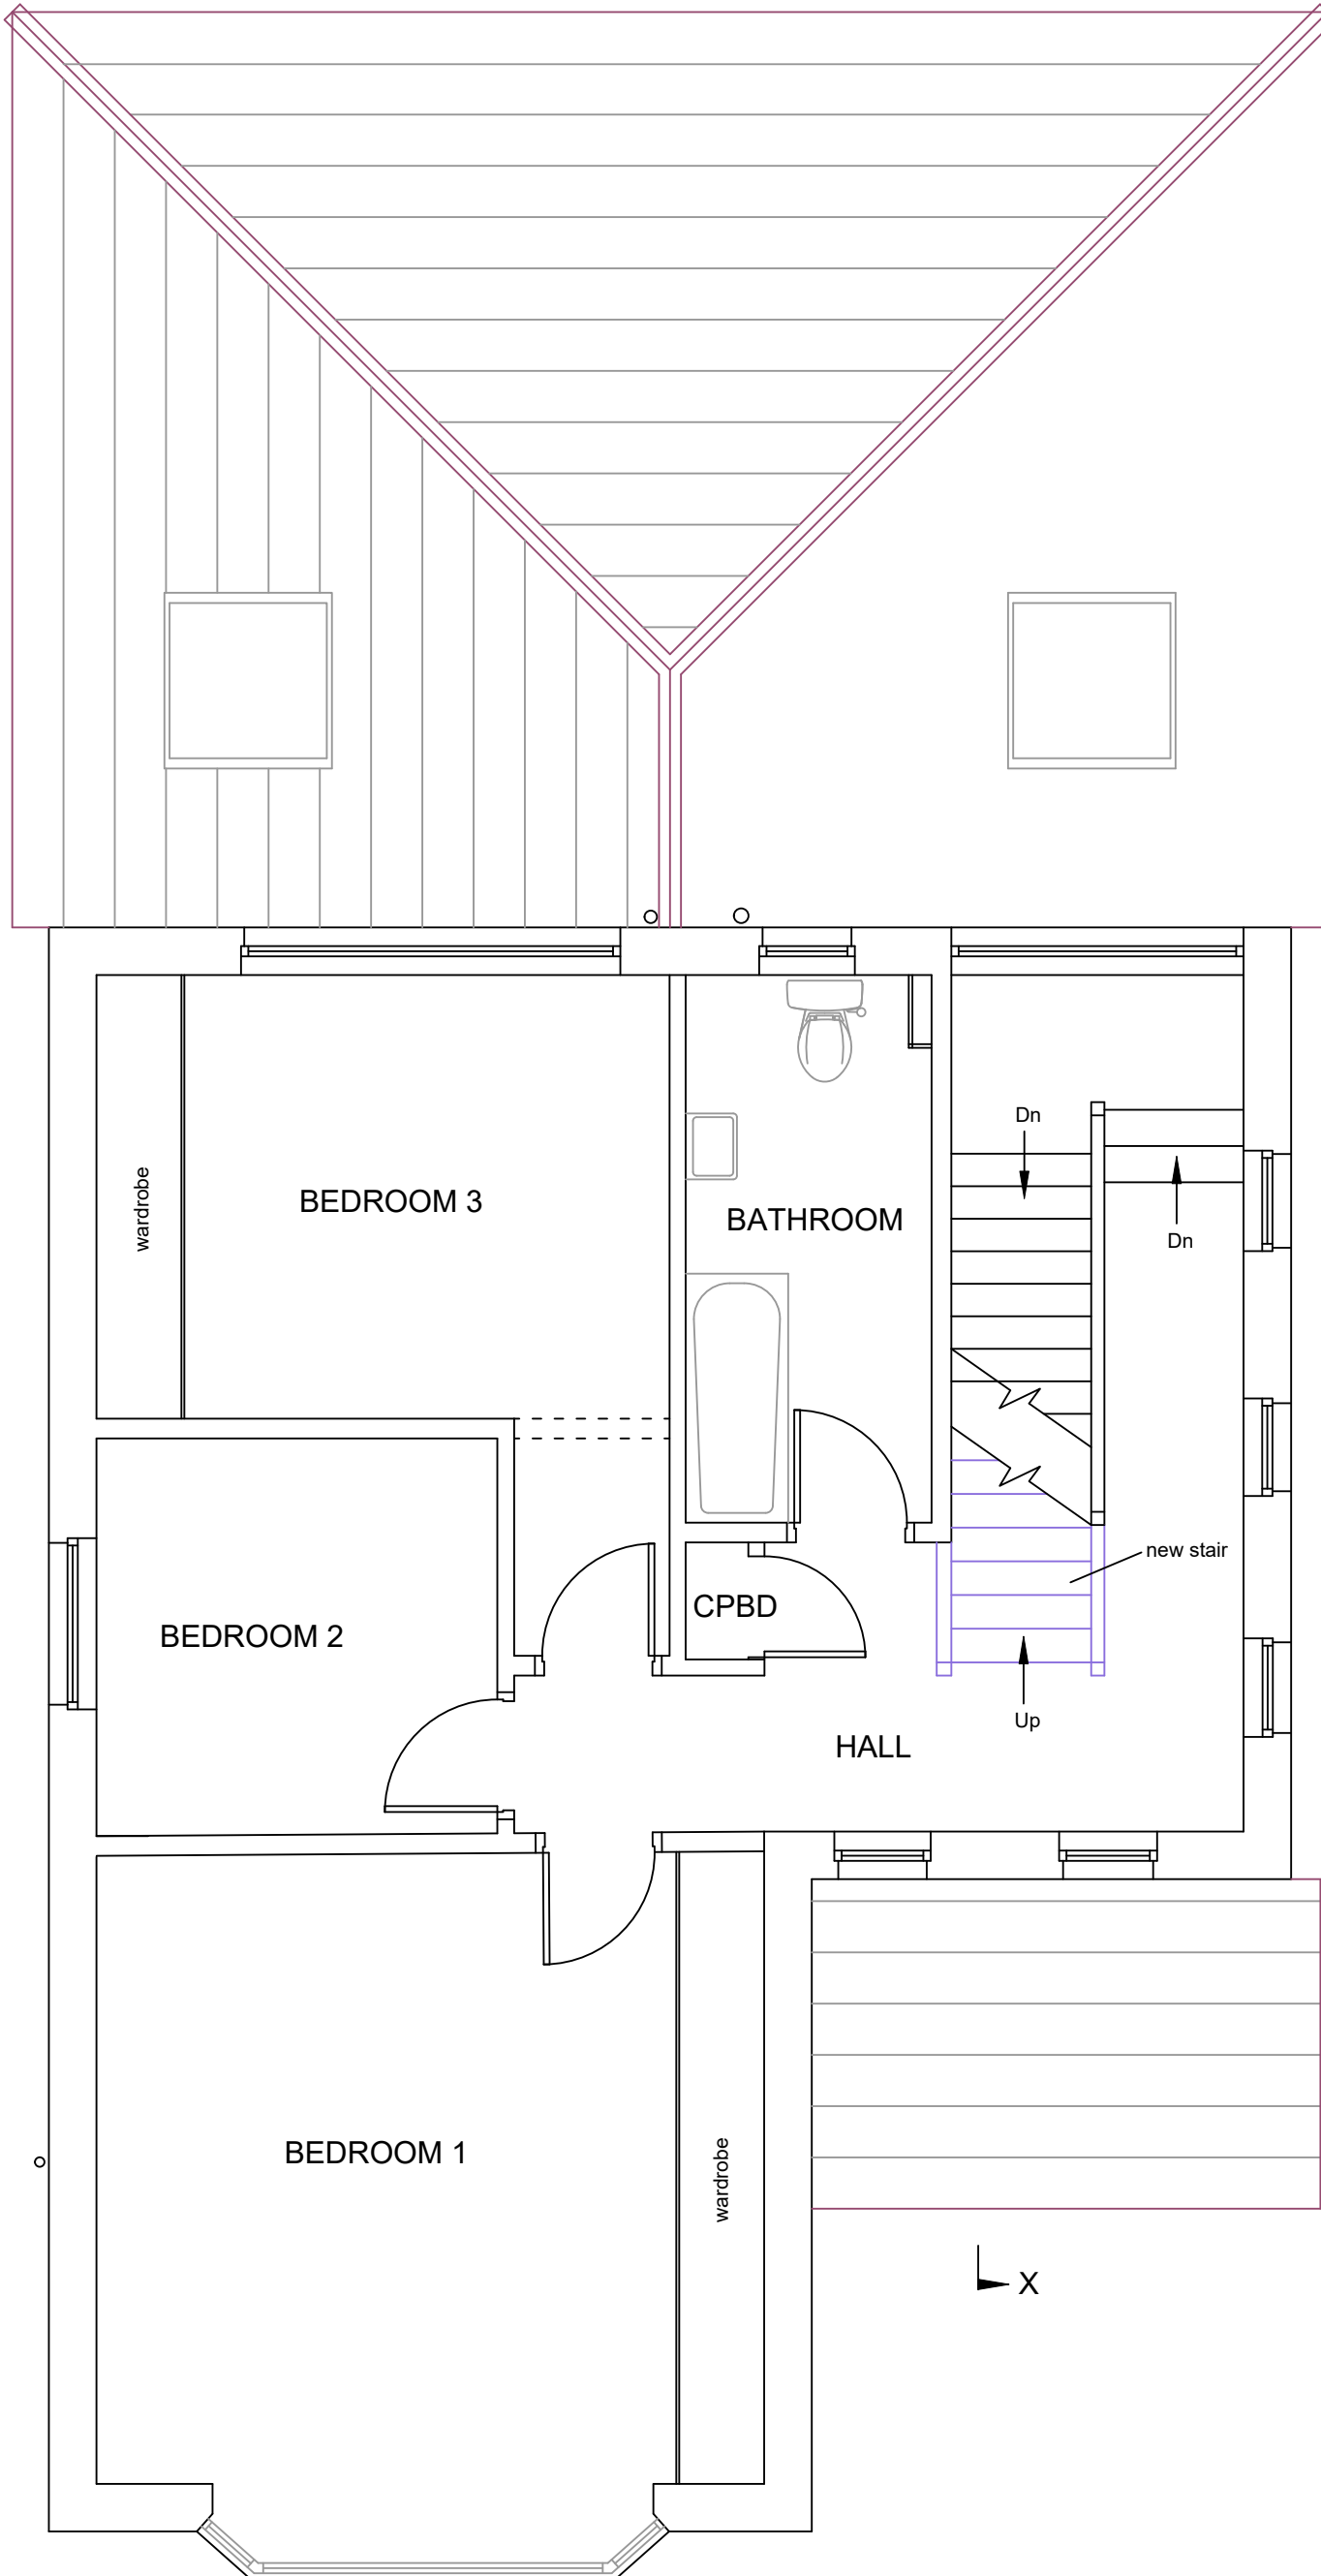 Dn
wardrobe
BEDROOM 3
BATHROOM
Dn
new stair
CPBD
BEDROOM 2
Up
HALL
BEDROOM 1
wardrobe
X